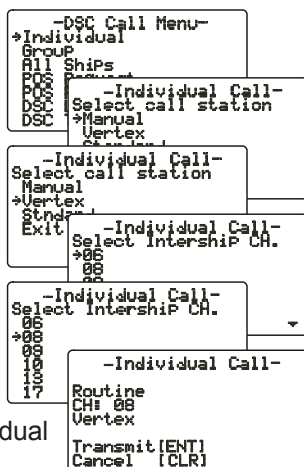 -DSC Call Menu-
→Individual
Group
All Ships
POS Request
POS
DSC
DSC
-Individual Call-
Select call station
→Manual
Vertex
-Individual Call-
Select call station
Manual
→Vertex
Stndard
Exit
-Individual Call-
Select Intership CH.
→06
08
09
-Individual Call-
Select Intership CH.
06
→08
09
10
13
17
-Individual Call-
Routine
CH: 08
Vertex
Transmit[ENT]
Cancel [CLR]
dual